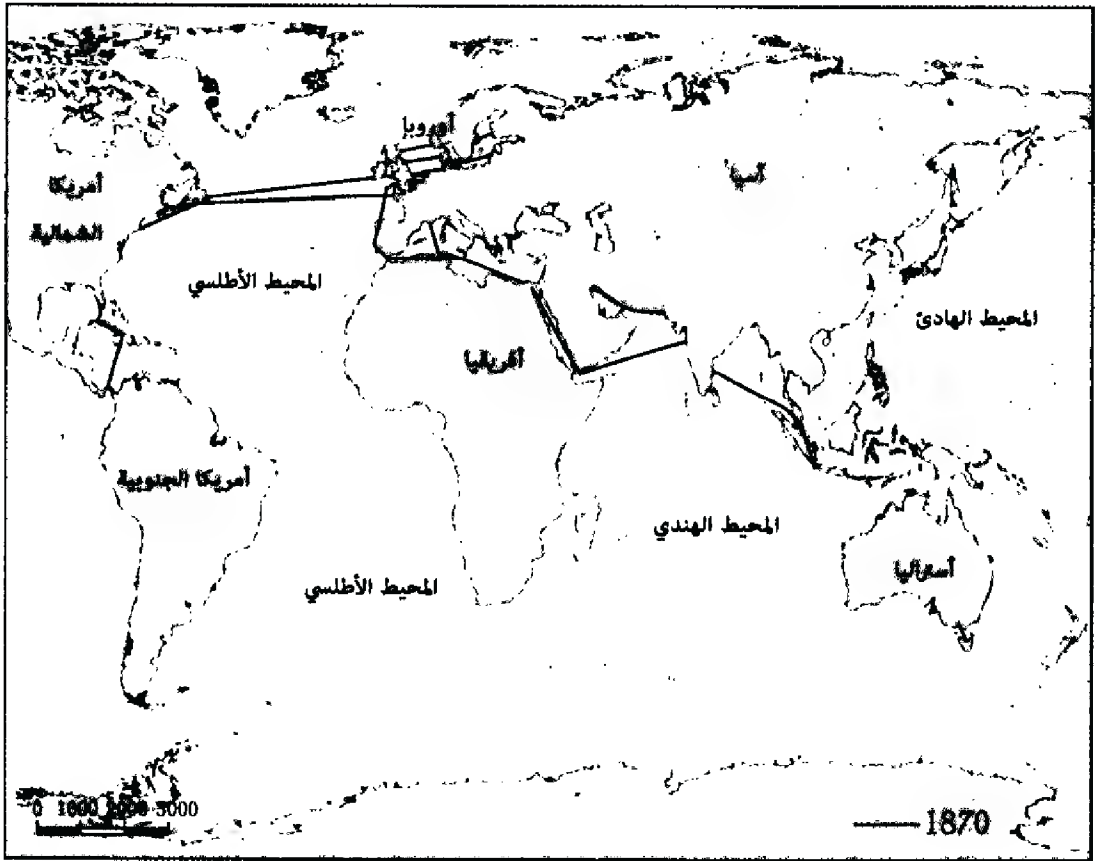 أوروبا
آسيا
أمريكا
الشمالية
المحيط الأطلسي
المحيط الهادئ
أفريقيا
أمريكا الجنوبية
المحيط الهندي
أستراليا
المحيط الأطلسي
0 1000 2000 3000
1870